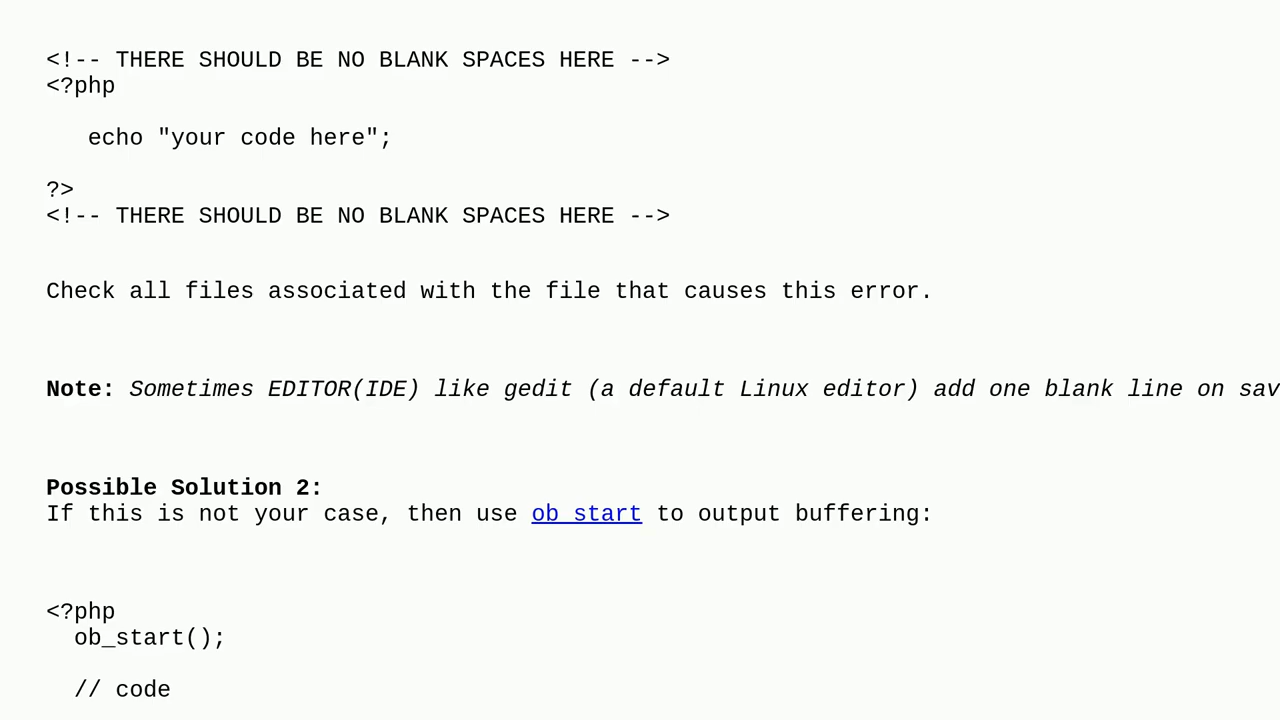 <!-- THERE SHOULD BE NO BLANK SPACES HERE -->
<?php
   echo "your code here";
?>
<!-- THERE SHOULD BE NO BLANK SPACES HERE -->
Check all files associated with the file that causes this error.
Note: Sometimes EDITOR(IDE) like gedit (a default Linux editor) add one blank line on sav
Possible Solution 2:
If this is not your case, then use ob_start to output buffering:
<?php
  ob_start();
  // code